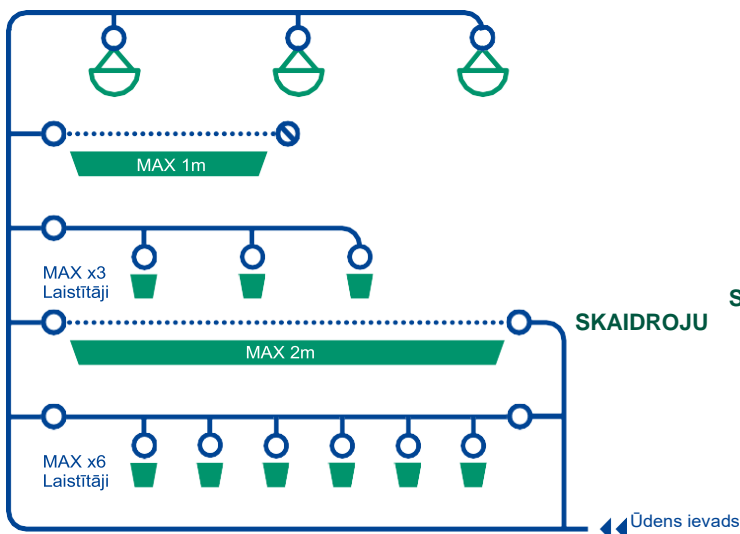 MAX 1m
MAX x3
Laistītāji
SKAIDROJU
S
MAX 2m
MAX x6
Laistītāji
Ūdens ievads